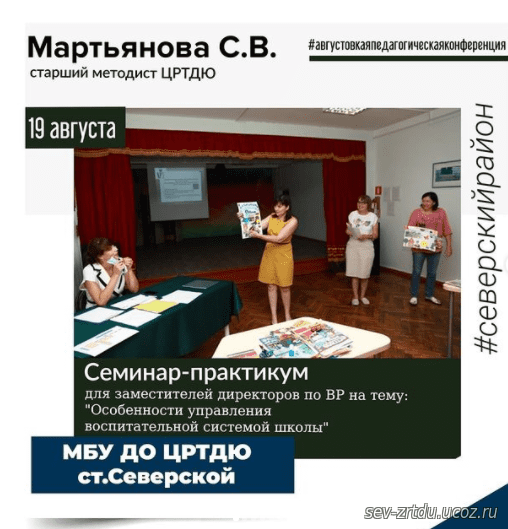 Мартьянова С.В.
старший методист ЦРТДЮ
#августовкаяпедагогическаяконференция
19 августа
#северскийрайон
Семинар-практикум
для заместителей директоров по ВР на тему:
"Особенности управления
воспитательной системой школы"
МБУ ДО ЦРТДЮ
ст.Северской
sev-zrtdu.ucoz.ru